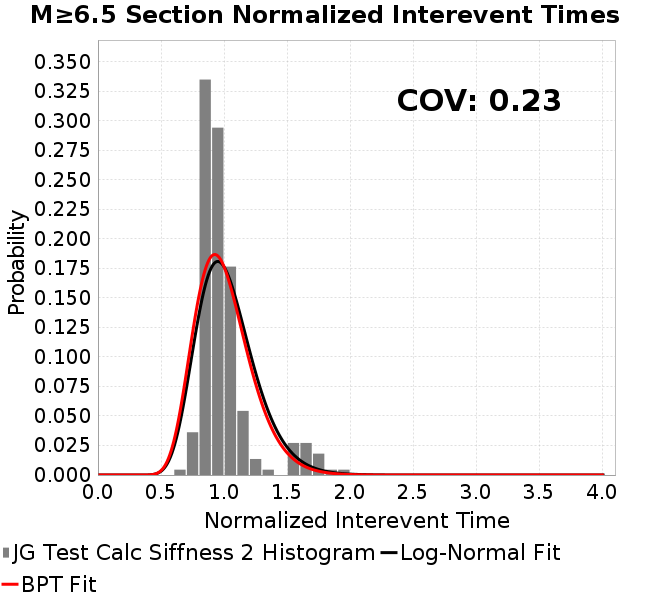 M≥6.5 Section Normalized Interevent Times
COV: 0.23
0.350
0.325
0.300
0.275
0.250
0.225
0.200
0.175
0.150
0.125
0.100
0.075
0.050
0.025
0.000
Probability
0.0 0.5 1.0 1.5 2.0 2.5 3.0 3.5 4.0
Normalized Interevent Time
JG Test Calc Siffness 2 Histogram Log-Normal Fit
BPT Fit